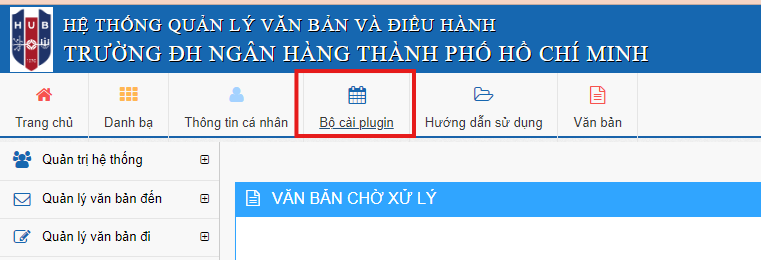 HUB
HỆ THỐNG QUẢN LÝ VĂN BẢN VÀ ĐIỀU HÀNH
TRƯỜNG ĐH NGÂN HÀNG THÀNH PHỐ HỒ CHÍ MINH
Trang chủ Danh bạ Thông tin cá nhân Bộ cài plugin Hướng dẫn sử dụng Văn bản
Quản trị hệ thống
Quản lý văn bản đến
Quản lý văn bản đi
VĂN BẢN CHỜ XỬ LÝ